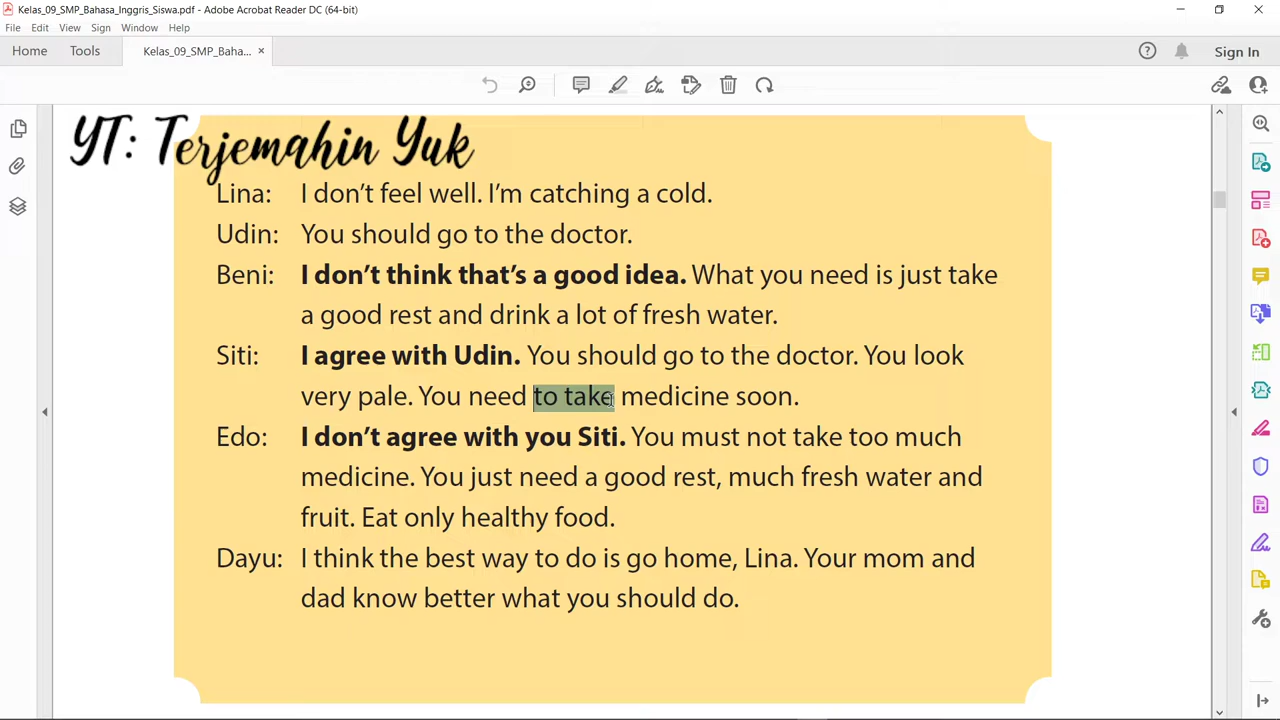 Kelas_09_SMP_Bahasa_Inggris_Siswa.pdf - Adobe Acrobat Reader DC (64-bit)
File Edit View Sign Window Help
Home Tools Kelas_09_SMP_Baha... × Sign In
YT: Terjemahin Yuk
Lina: I don't feel well. I'm catching a cold.
Udin: You should go to the doctor.
Beni: I don't think that's a good idea. What you need is just take
a good rest and drink a lot of fresh water.
Siti: I agree with Udin. You should go to the doctor. You look
very pale. You need to take medicine soon.
Edo: I don't agree with you Siti. You must not take too much
medicine. You just need a good rest, much fresh water and
fruit. Eat only healthy food.
Dayu: I think the best way to do is go home, Lina. Your mom and
dad know better what you should do.